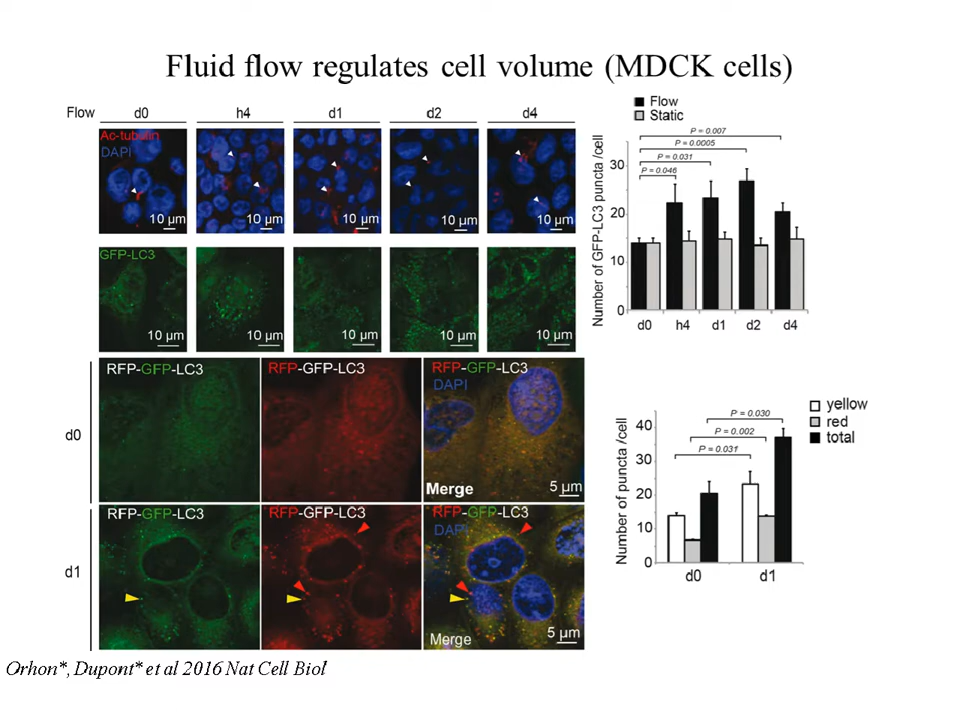 Fluid flow regulates cell volume (MDCK cells)
Flow d0 h4 d1 d2 d4
Ac-tubulin
DAPI
10 µm 10 µm 10 µm 10 µm 10 µm
GFP-LC3
10 µm 10 µm 10 µm 10 µm 10 µm
RFP-GFP-LC3 RFP-GFP-LC3 RFP-GFP-LC3
DAPI
d0
Merge 5 µm
RFP-GFP-LC3 RFP-GFP-LC3 RFP-GFP-LC3
DAPI
d1
Merge 5 µm
Flow
Static
P = 0.007
P = 0.0005
P = 0.031
P = 0.046
Number of GFP-LC3 puncta /cell
30
20
10
0
d0 h4 d1 d2 d4
yellow
red
total
P = 0.030
P = 0.002
P = 0.031
Number of puncta /cell
40
30
20
10
0
d0 d1
Orhon*, Dupont* et al 2016 Nat Cell Biol